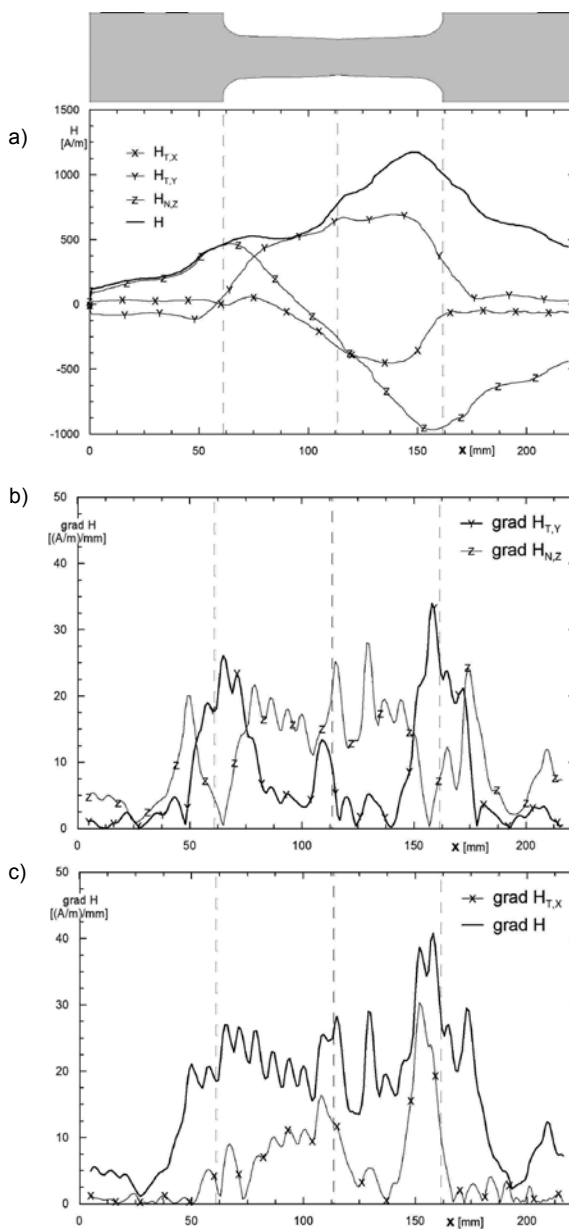 a)
1500
H
[A/m]
1000
500
0
-500
-1000
H_T,X
H_T,Y
H_N,Z
H
0 50 100 150 x [mm] 200
b)
50
grad H
[(A/m)/mm]
40
30
20
10
0
grad H_T,Y
grad H_N,Z
0 50 100 150 200
x [mm]
c)
50
grad H
[(A/m)/mm]
40
30
20
10
0
grad H_T,X
grad H
0 50 100 150 x [mm] 200